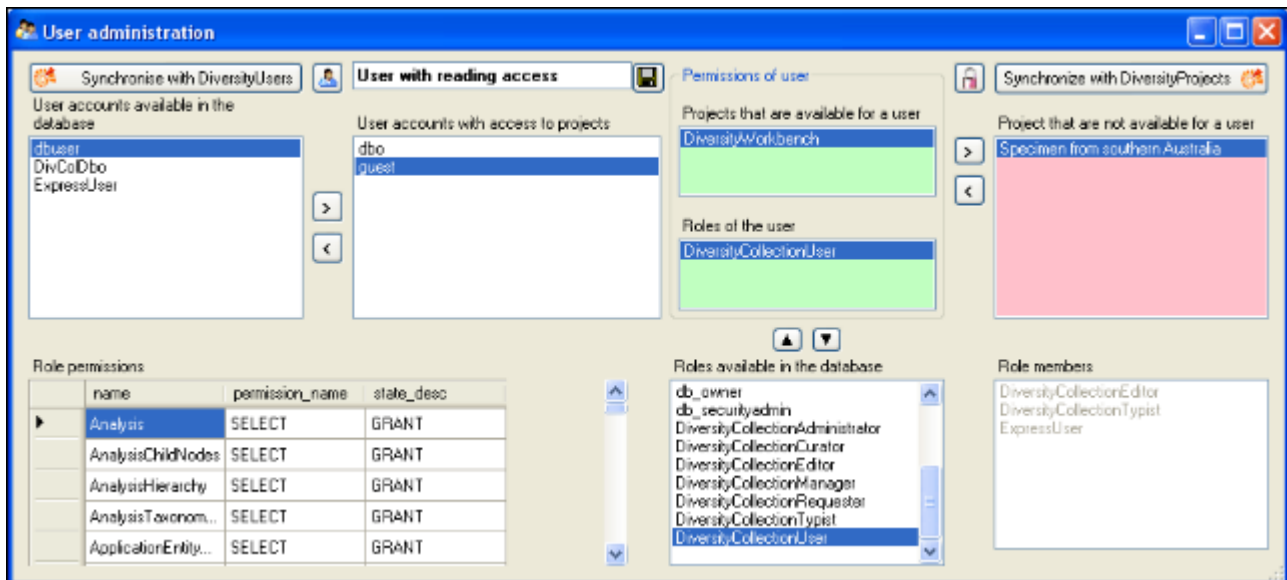 User administration
Synchronise with DiversityUsers
User with reading access
Permissions of user
Synchronize with DiversityProjects
User accounts available in the
database
dbuser
DivColDbo
ExpressUser
>
<
User accounts with access to projects
dbo
guest
Projects that are available for a user
DiversityWorkbench
Roles of the user
DiversityCollectionUser
>
<
Project that are not available for a user
Specimen from southern Australia
Role permissions
name permission_name state_desc
Analysis SELECT GRANT
AnalysisChildNodes SELECT GRANT
AnalysisHierarchy SELECT GRANT
AnalysisTaxonom... SELECT GRANT
ApplicationEntity... SELECT GRANT
Roles available in the database
db_owner
db_securityadmin
DiversityCollectionAdministrator
DiversityCollectionCurator
DiversityCollectionEditor
DiversityCollectionManager
DiversityCollectionRequester
DiversityCollectionTypist
DiversityCollectionUser
Role members
DiversityCollectionEditor
DiversityCollectionTypist
ExpressUser